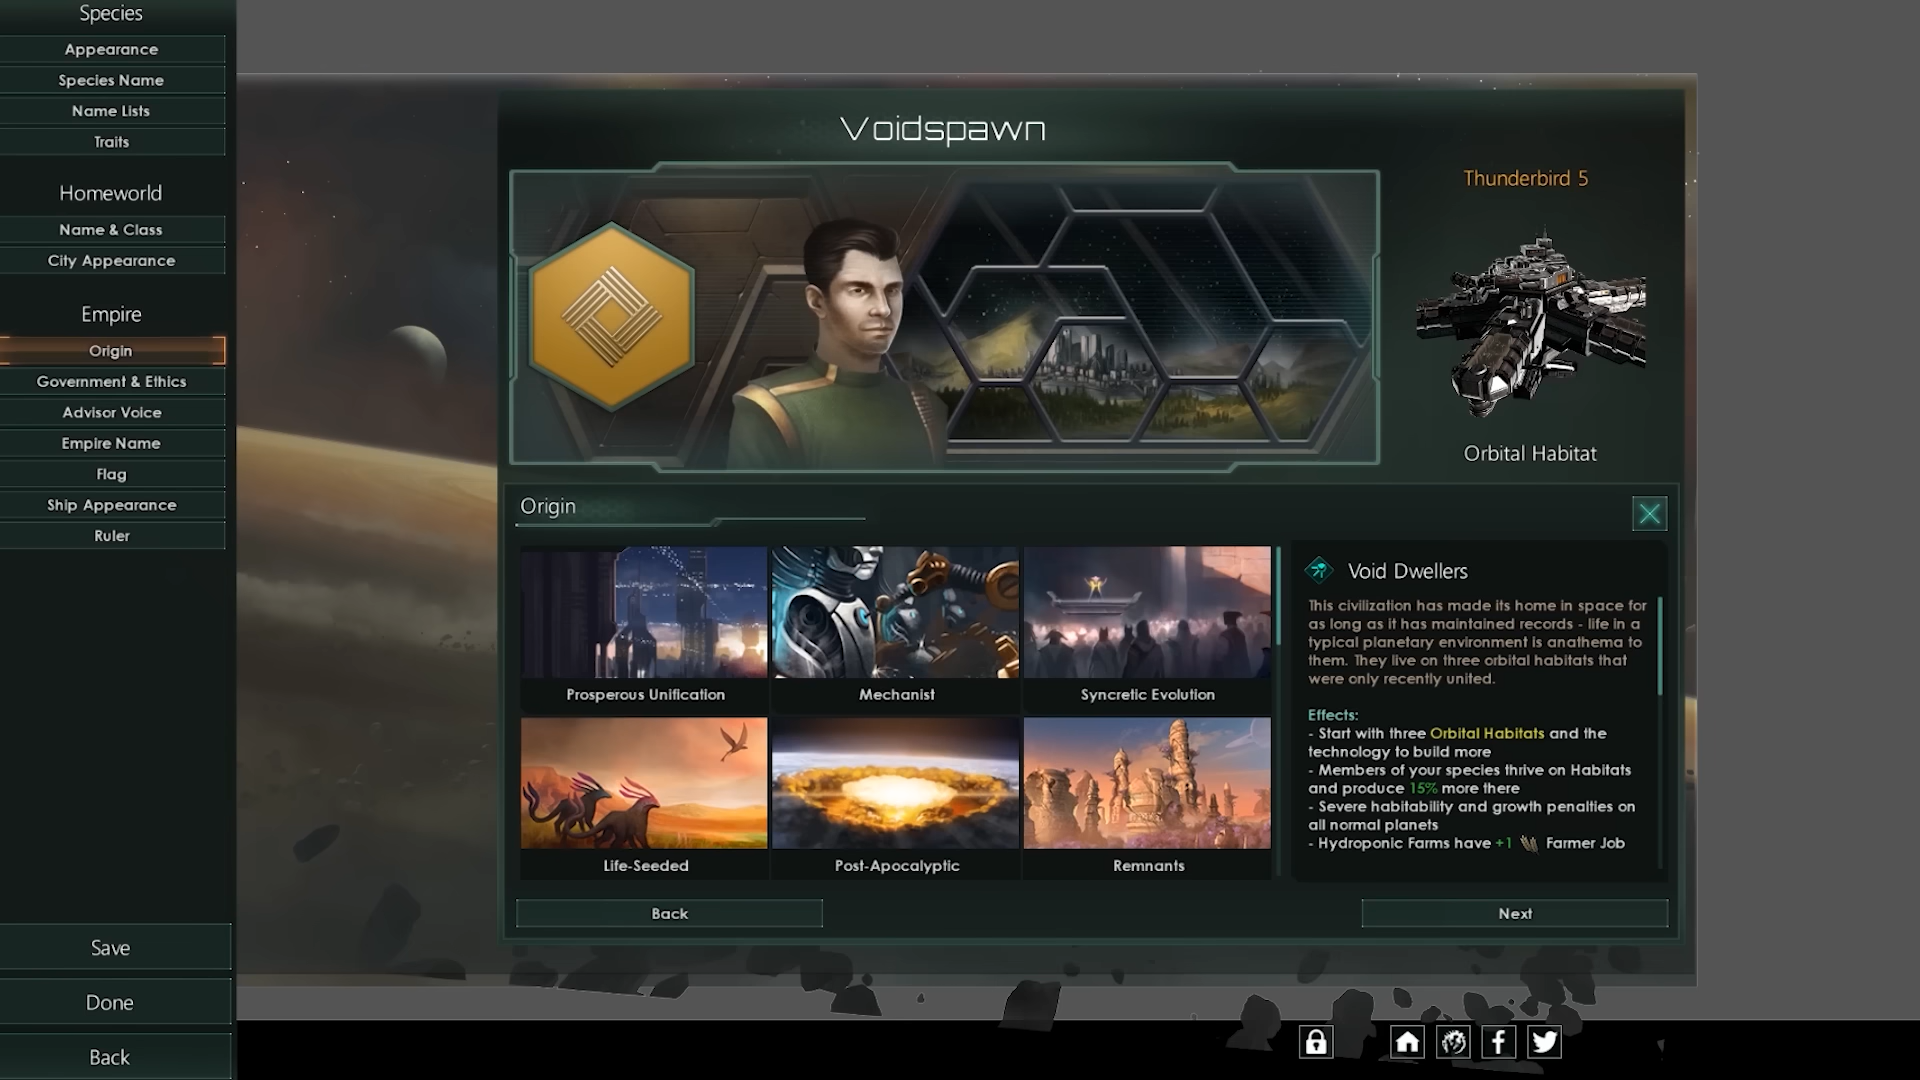 Species
Appearance
Species Name
Name Lists
Traits
Homeworld
Name & Class
City Appearance
Empire
Origin
Government & Ethics
Advisor Voice
Empire Name
Flag
Ship Appearance
Ruler
Save
Done
Back
Voidspawn
Thunderbird 5
Orbital Habitat
Origin
Prosperous Unification
Mechanist
Syncretic Evolution
Life-Seeded
Post-Apocalyptic
Remnants
Void Dwellers
This civilization has made its home in space for
as long as it has maintained records - life in a
typical planetary environment is anathema to
them. They live on three orbital habitats that
were only recently united.
Effects:
- Start with three Orbital Habitats and the
technology to build more
- Members of your species thrive on Habitats
and produce 15% more there
- Severe habitability and growth penalties on
all normal planets
- Hydroponic Farms have +1 Farmer Job
Back
Next